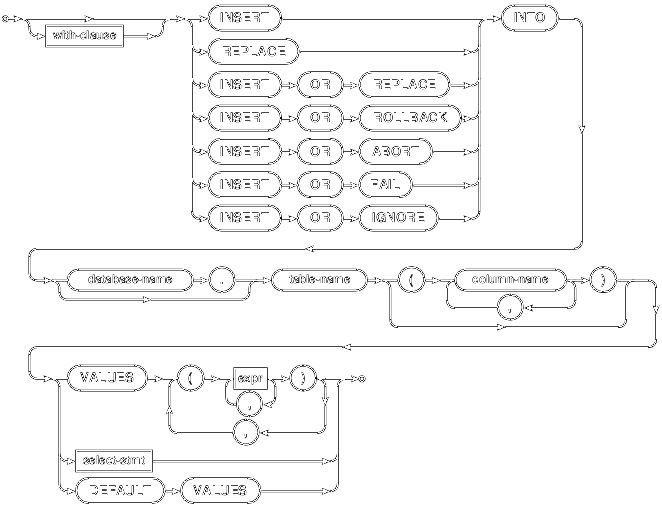 INSERT INTO
with-clause
REPLACE
INSERT OR REPLACE
INSERT OR ROLLBACK
INSERT OR ABORT
INSERT OR FAIL
INSERT OR IGNORE
database-name . table-name ( column-name )
,
VALUES ( expr )
,
,
select-stmt
DEFAULT VALUES